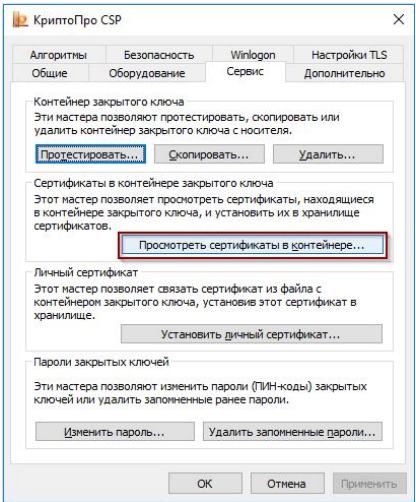 КриптоПро CSP
Алгоритмы Безопасность Winlogon Настройки TLS
Общие Оборудование Сервис Дополнительно
Контейнер закрытого ключа
Эти мастера позволяют протестировать, скопировать или
удалить контейнер закрытого ключа с носителя.
Протестировать... Скопировать... Удалить...
Сертификаты в контейнере закрытого ключа
Этот мастер позволяет просмотреть сертификаты, находящиеся
в контейнере закрытого ключа, и установить их в хранилище
сертификатов.
Просмотреть сертификаты в контейнере...
Личный сертификат
Этот мастер позволяет связать сертификат из файла с
контейнером закрытого ключа, установив этот сертификат в
хранилище.
Установить личный сертификат...
Пароли закрытых ключей
Эти мастера позволяют изменить пароли (ПИН-коды) закрытых
ключей или удалить запомненные ранее пароли.
Изменить пароль... Удалить запомненные пароли...
ОК Отмена Применить